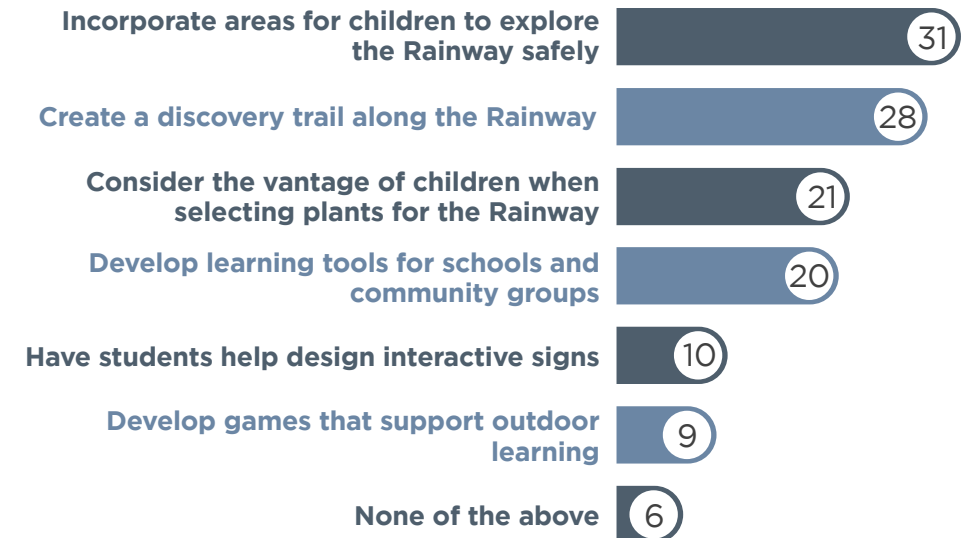 Incorporate areas for children to explore
the Rainway safely
31
Create a discovery trail along the Rainway
28
Consider the vantage of children when
selecting plants for the Rainway
21
Develop learning tools for schools and
community groups
20
Have students help design interactive signs
10
Develop games that support outdoor
learning
9
None of the above
6